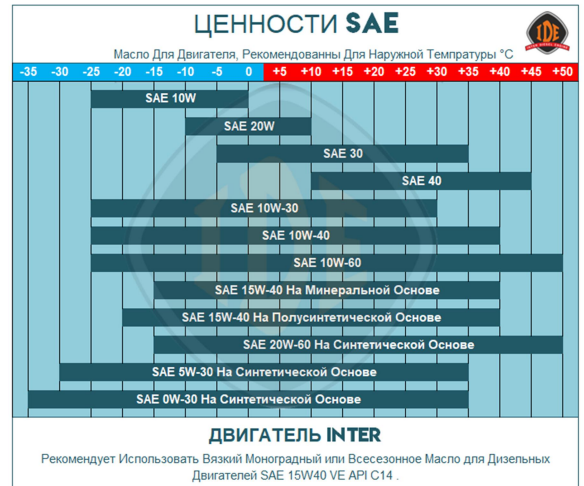 ЦЕННОСТИ SAE
IDE
Масло Для Двигателя, Рекомендованны Для Наружной Темпратуры °C
-35 -30 -25 -20 -15 -10 -5 0 +5 +10 +15 +20 +25 +30 +35 +40 +45 +50
SAE 10W
SAE 20W
SAE 30
SAE 40
SAE 10W-30
SAE 10W-40
SAE 10W-60
SAE 15W-40 На Минеральной Основе
SAE 15W-40 На Полусинтетической Основе
SAE 20W-60 На Синтетической Основе
SAE 5W-30 На Синтетической Основе
SAE 0W-30 На Синтетической Основе
IDE
ДВИГАТЕЛЬ INTER
Рекомендует Использовать Вязкий Моноградный или Всесезонное Масло для Дизельных
Двигателей SAE 15W40 VE API C14 .